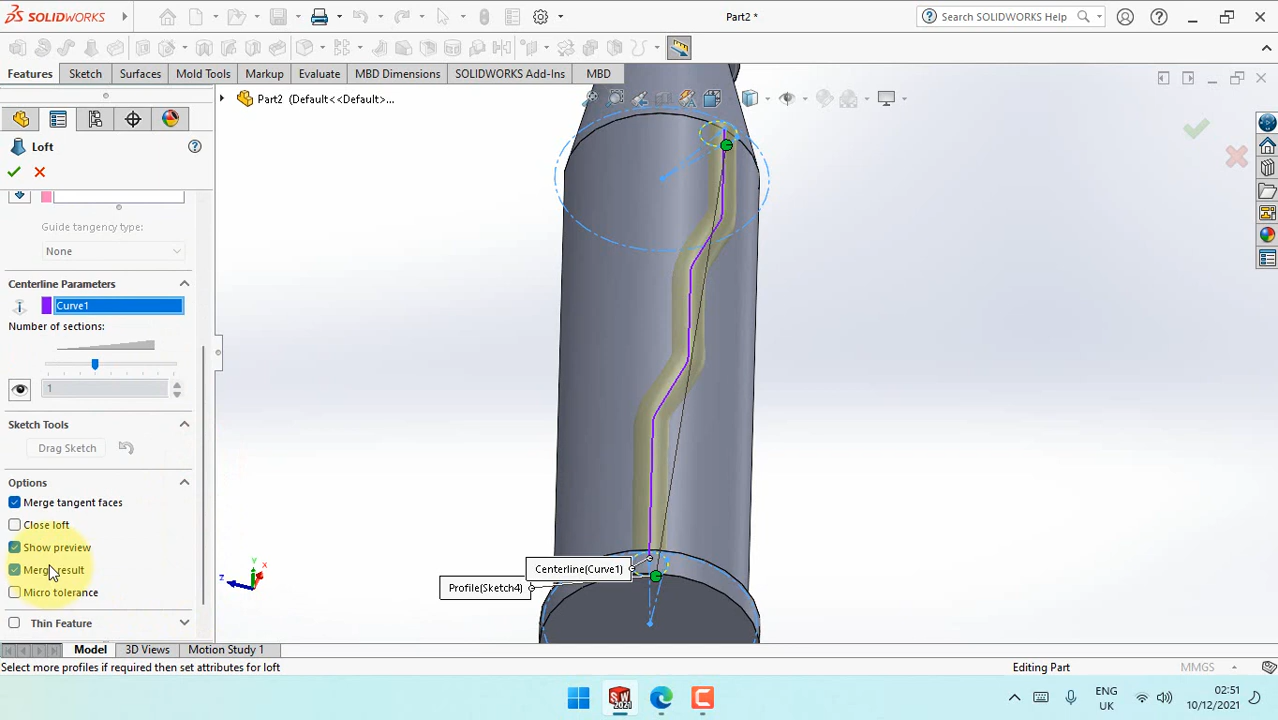 SOLIDWORKS
Part2 *
Search SOLIDWORKS Help
Features
Sketch
Surfaces
Mold Tools
Markup
Evaluate
MBD Dimensions
SOLIDWORKS Add-Ins
MBD
Part2 (Default<<Default>...
Loft
Guide tangency type:
None
Centerline Parameters
Curve1
Number of sections:
1
Sketch Tools
Drag Sketch
Options
Merge tangent faces
Close loft
Show preview
Merge result
Micro tolerance
Thin Feature
Centerline(Curve1)
Profile(Sketch4)
Y
X
Z
Model
3D Views
Motion Study 1
Select more profiles if required then set attributes for loft
Editing Part
MMGS
SW
2021
ENG
UK
02:51
10/12/2021